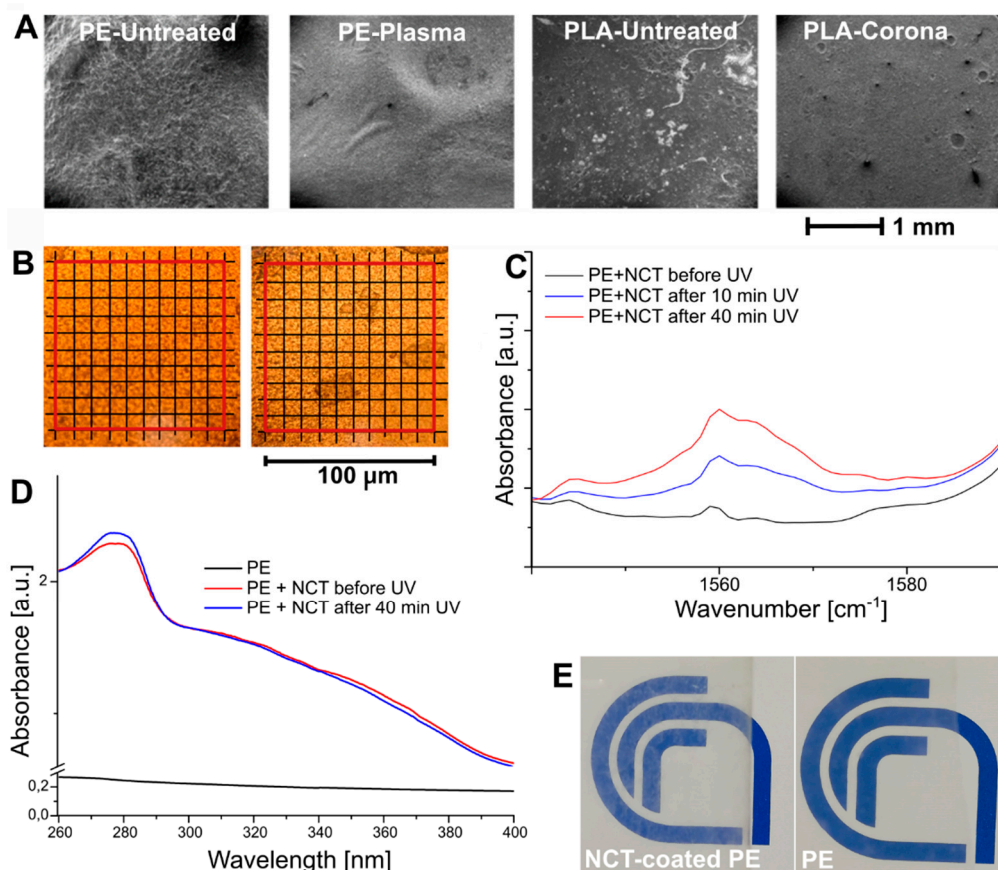 A
PE-Untreated
PE-Plasma
PLA-Untreated
PLA-Corona
1 mm
B
100 μm
C
PE+NCT before UV
PE+NCT after 10 min UV
PE+NCT after 40 min UV
Absorbance [a.u.]
1560
1580
Wavenumber [cm⁻¹]
D
PE
PE + NCT before UV
PE + NCT after 40 min UV
Absorbance [a.u.]
2
0,2
0,0
260
280
300
320
340
360
380
400
Wavelength [nm]
E
NCT-coated PE
PE